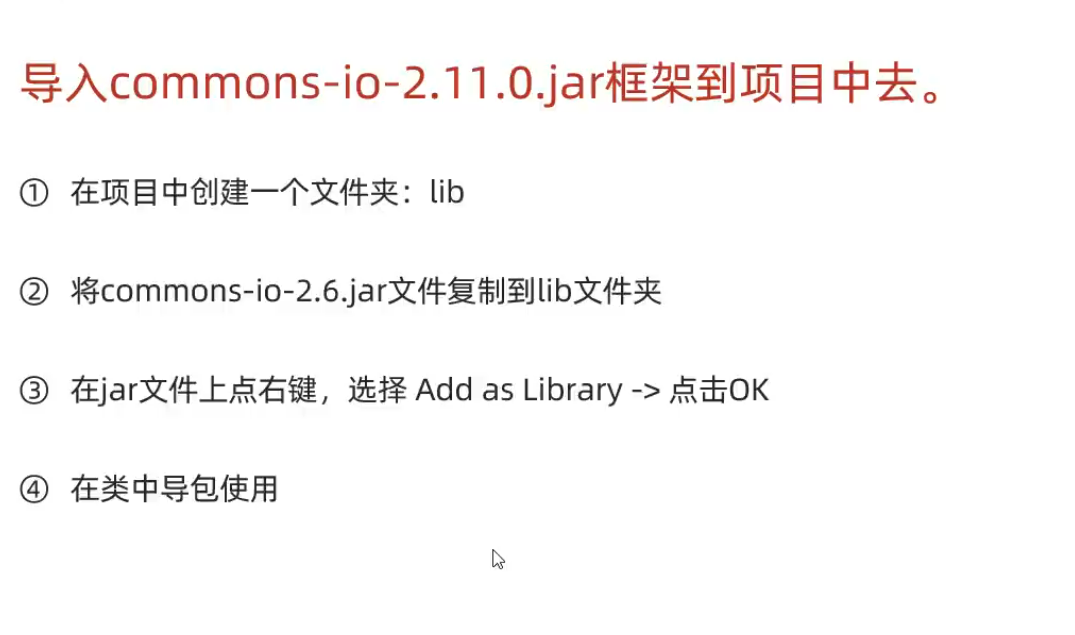 导入commons-io-2.11.0.jar框架到项目中去。
① 在项目中创建一个文件夹：lib
② 将commons-io-2.6.jar文件复制到lib文件夹
③ 在jar文件上点右键，选择 Add as Library -> 点击OK
④ 在类中导包使用